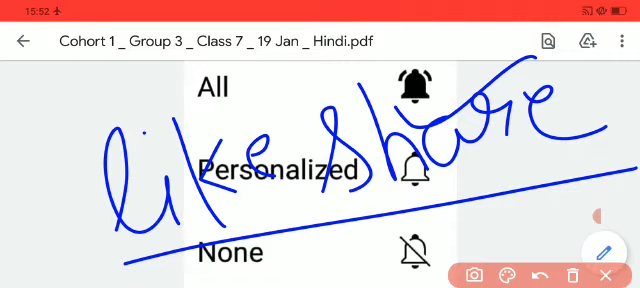 15:52
Cohort 1 _ Group 3 _ Class 7 _ 19 Jan _ Hindi.pdf
All
like share
Personalized
None